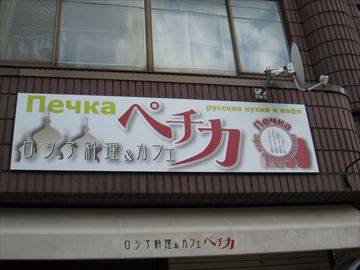 Печка
ペチカ
русская кухня и кафе
ロシア料理&カフェ
Печка
ロシア料理&カフェ ペチカ